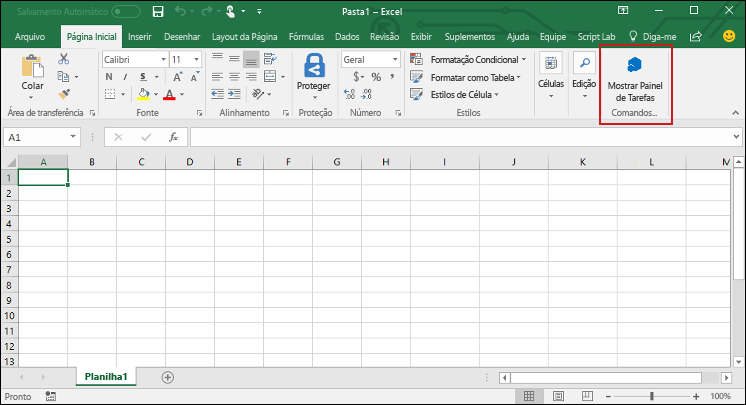 Salvamento Automático
Pasta1 – Excel
Arquivo Página Inicial Inserir Desenhar Layout da Página Fórmulas Dados Revisão Exibir Suplementos Ajuda Equipe Script Lab Diga-me
Colar
Calibri 11
N I S
A A
ab
Proteger
Geral
$ % ,
Formatação Condicional
Formatar como Tabela
Estilos de Célula
Células
Edição
Mostrar Painel
de Tarefas
Área de transferência Fonte Alinhamento Proteção Número Estilos Comandos...
A1 fx
A B C D E F G H I J K L M
1
2
3
4
5
6
7
8
9
10
11
12
13
Planilha1
Pronto 100%